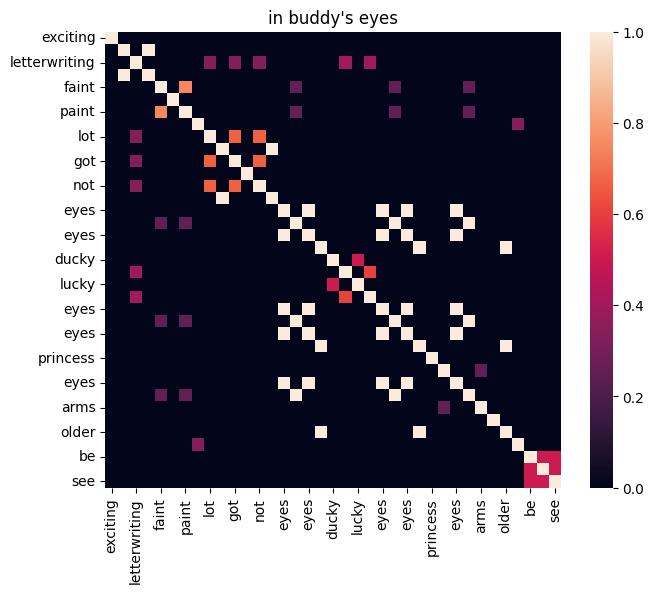 in buddy's eyes
exciting
letterwriting
faint
paint
lot
got
not
eyes
eyes
ducky
lucky
eyes
eyes
princess
eyes
arms
older
be
see
exciting
letterwriting
faint
paint
lot
got
not
eyes
eyes
ducky
lucky
eyes
eyes
princess
eyes
arms
older
be
see
1.0
0.8
0.6
0.4
0.2
0.0